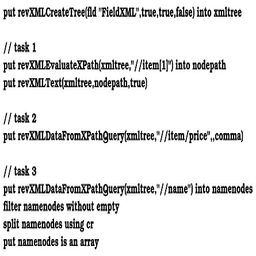 put revXMLCreateTree(fld "FieldXML",true,true,false) into xmltree
// task 1
put revXMLEvaluateXPath(xmltree,"//item[1]") into nodepath
put revXMLText(xmltree,nodepath,true)
// task 2
put revXMLDataFromXPathQuery(xmltree,"//item/price",,comma)
// task 3
put revXMLDataFromXPathQuery(xmltree,"//name") into namenodes
filter namenodes without empty
split namenodes using cr
put namenodes is an array